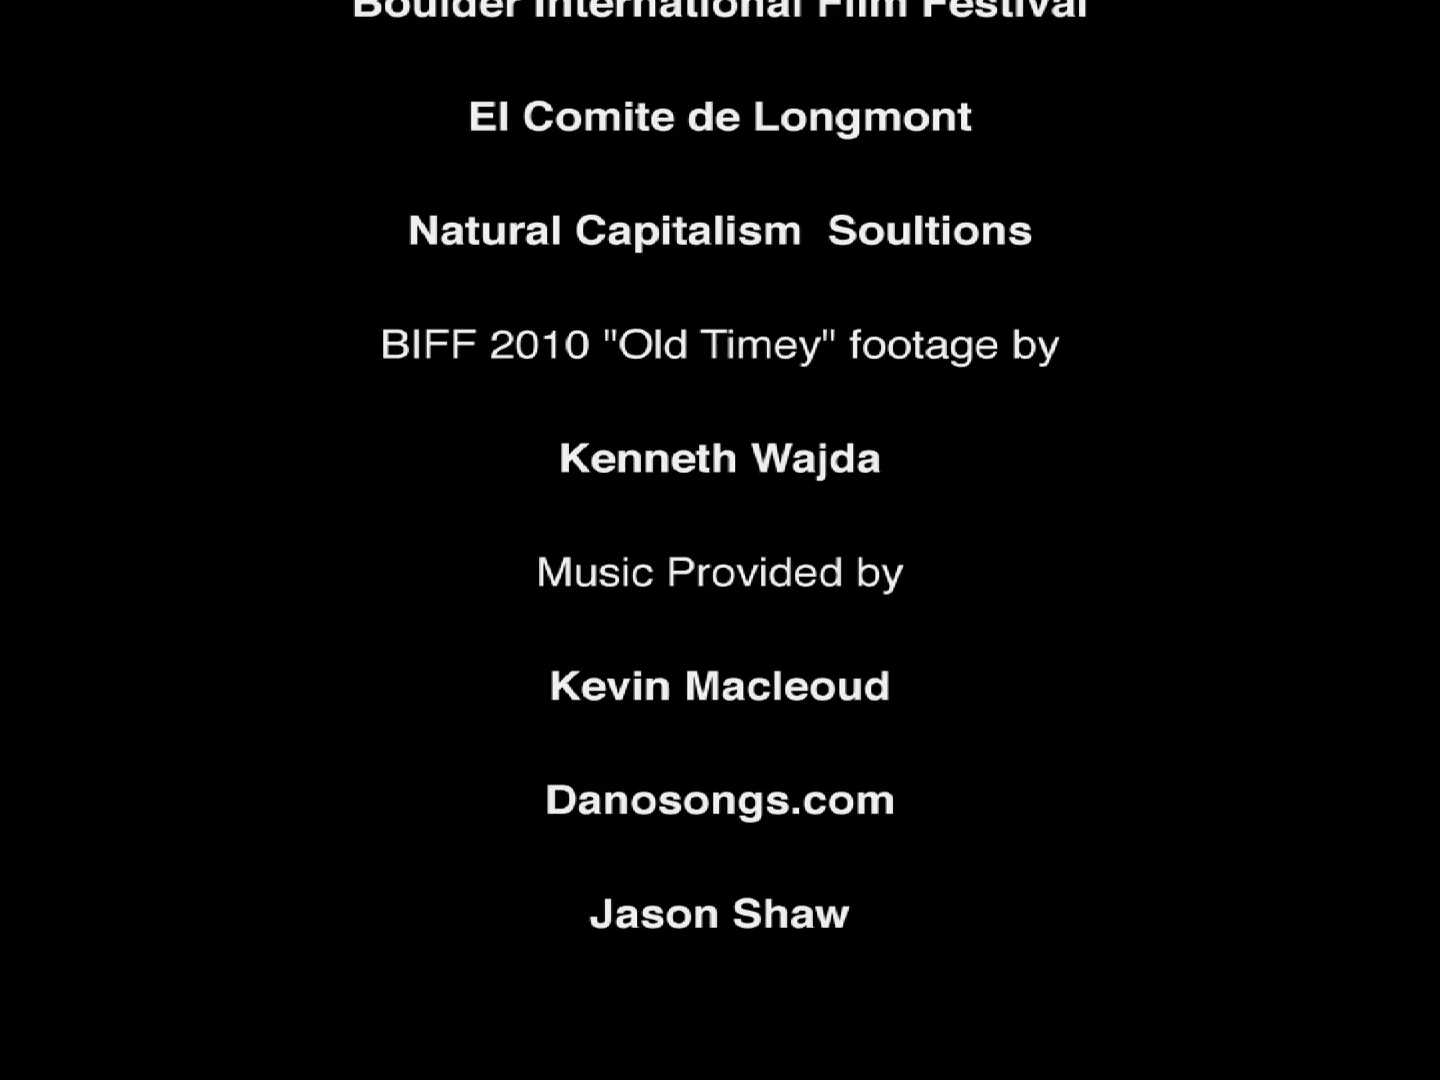 Boulder International Film Festival
El Comite de Longmont
Natural Capitalism  Soultions
BIFF 2010 "Old Timey" footage by
Kenneth Wajda
Music Provided by
Kevin Macleoud
Danosongs.com
Jason Shaw